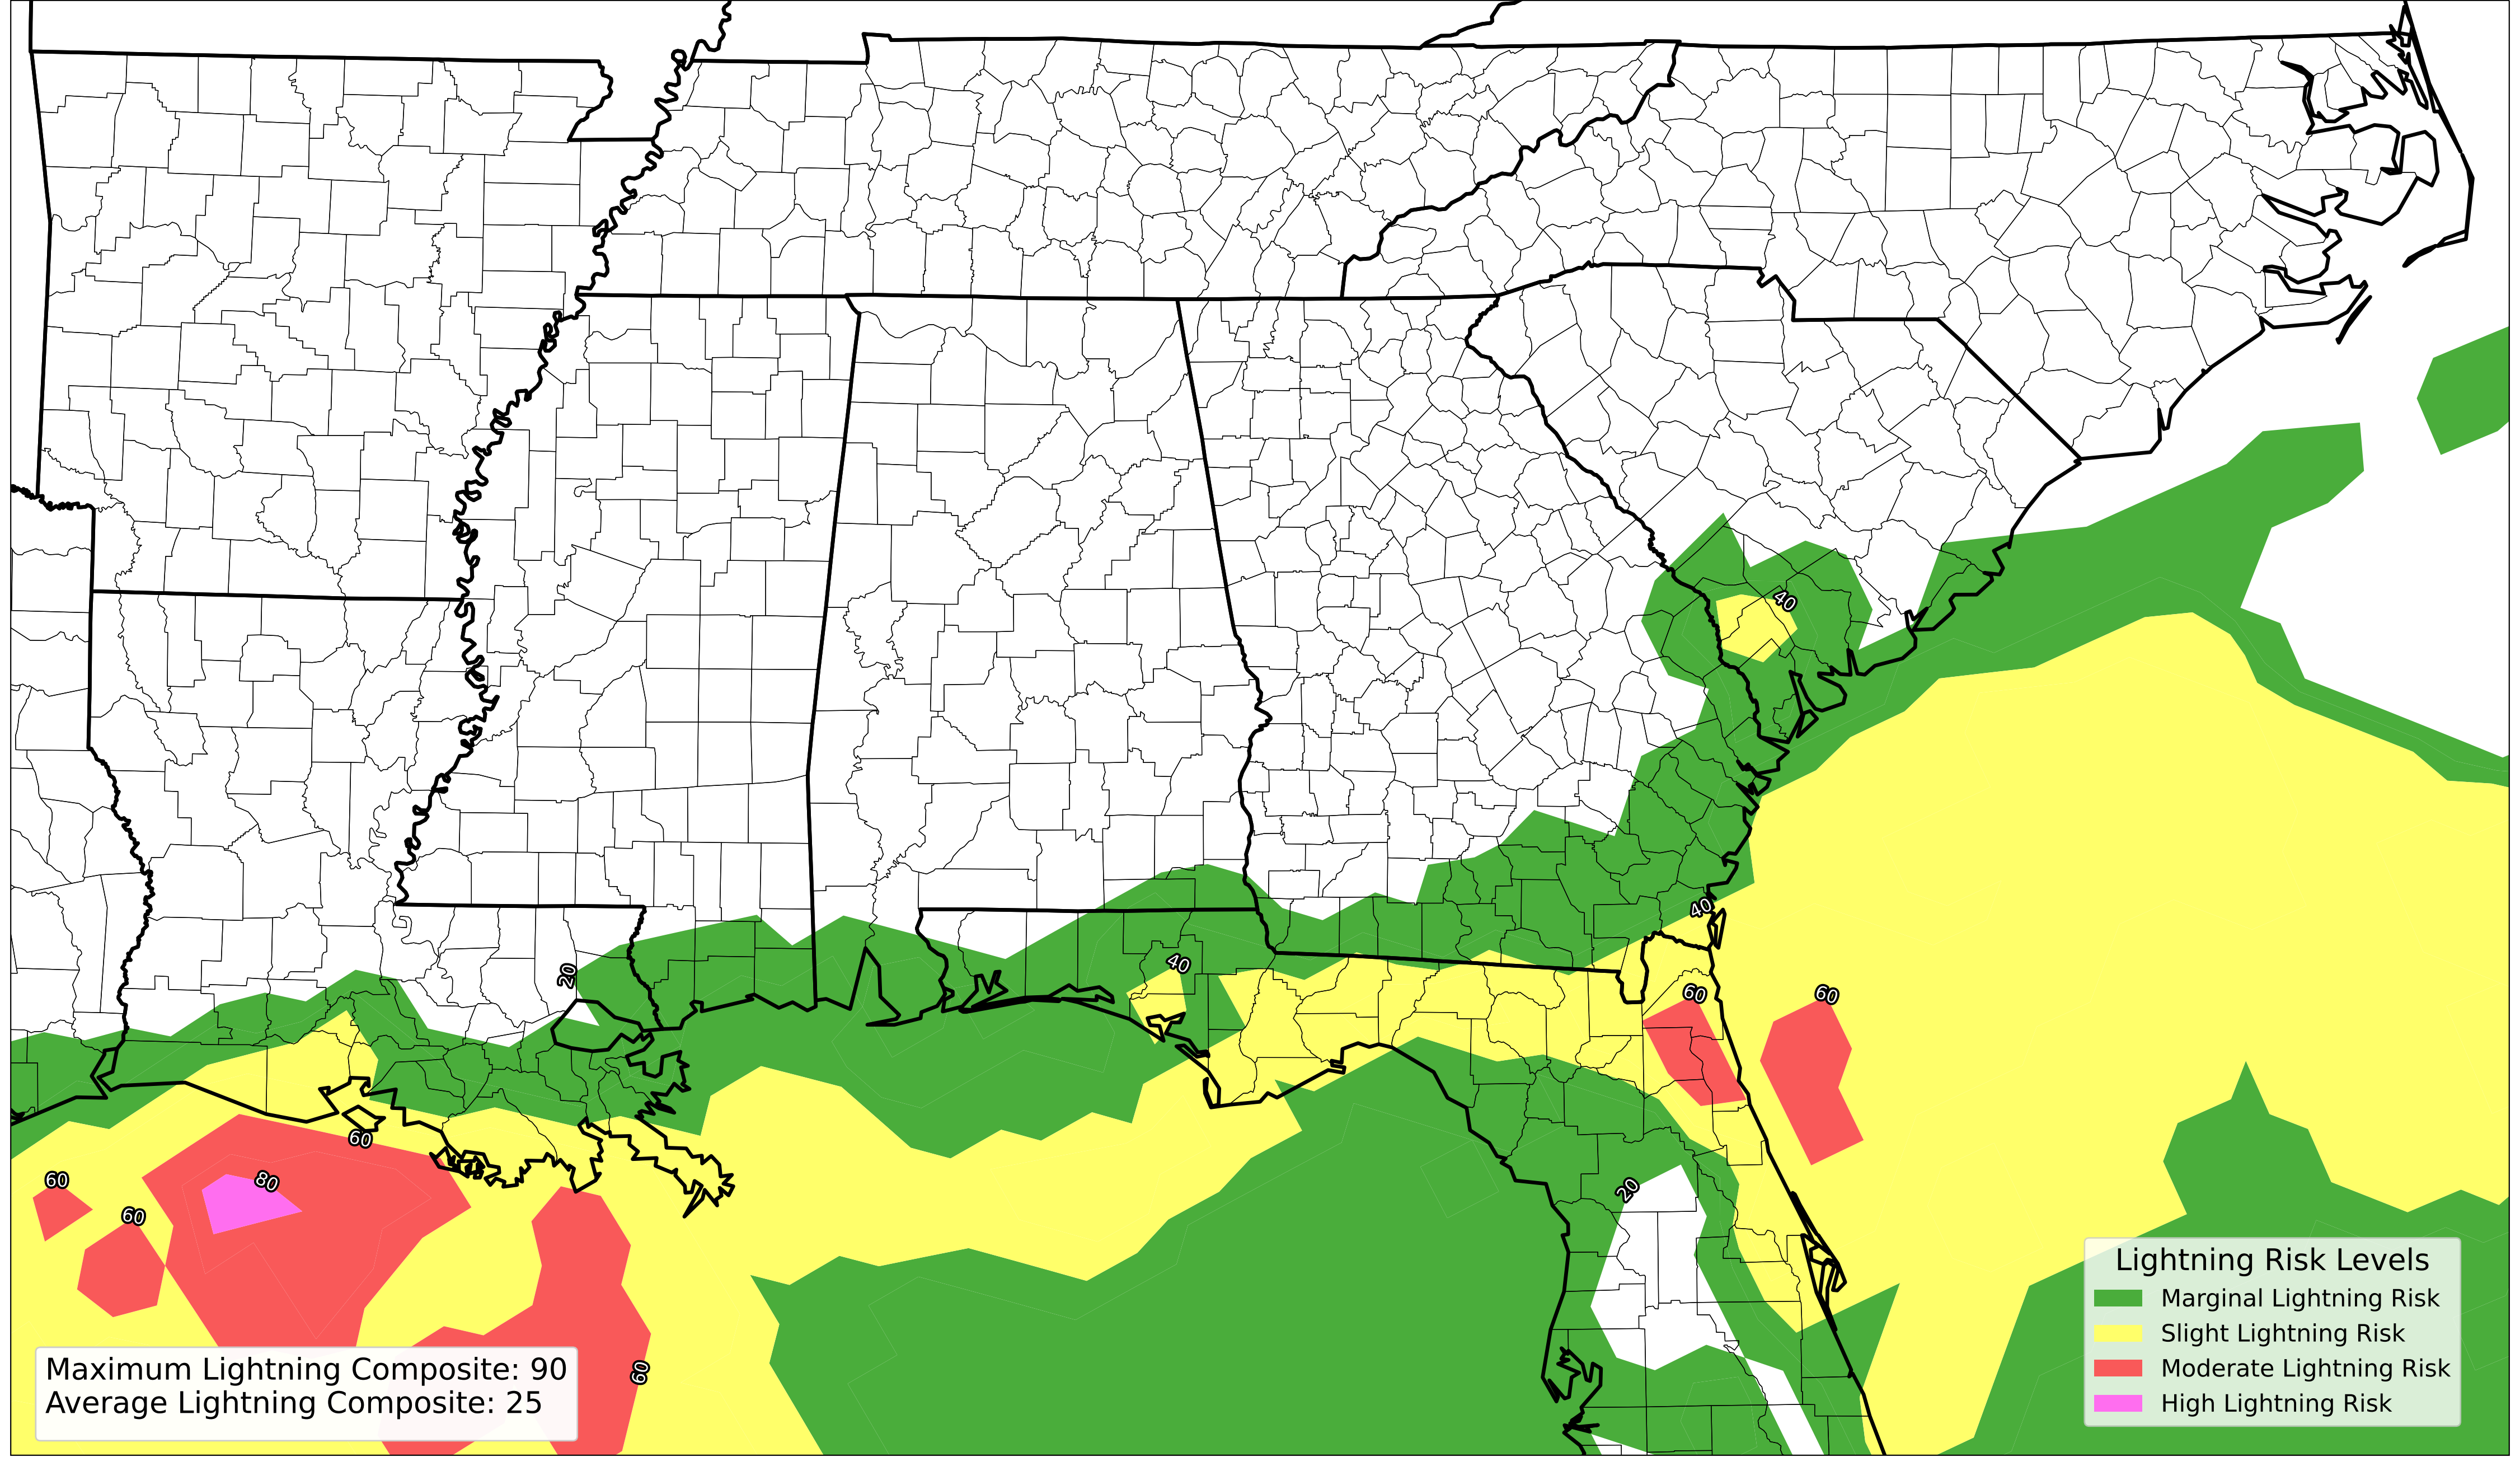 40
40
20
40
60
60
60
60
80
20
60
60
Lightning Risk Levels
Marginal Lightning Risk
Slight Lightning Risk
Moderate Lightning Risk
High Lightning Risk
Maximum Lightning Composite: 90
Average Lightning Composite: 25